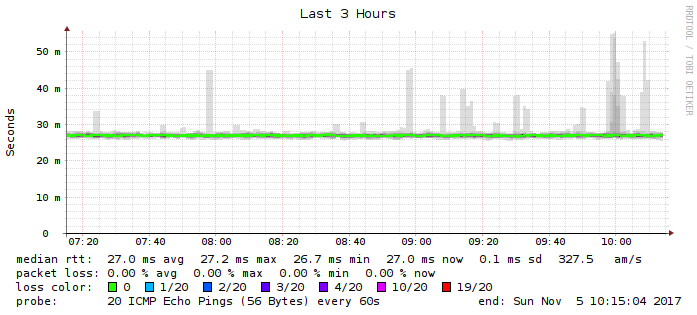 Last 3 Hours
RRDTOOL / TOBI OETIKER
Seconds
50 m
40 m
30 m
20 m
10 m
0
07:20 07:40 08:00 08:20 08:40 09:00 09:20 09:40 10:00
median rtt: 27.0 ms avg 27.2 ms max 26.7 ms min 27.0 ms now 0.1 ms sd 327.5 am/s
packet loss: 0.00 % avg 0.00 % max 0.00 % min 0.00 % now
loss color: 0 1/20 2/20 3/20 4/20 10/20 19/20
probe: 20 ICMP Echo Pings (56 Bytes) every 60s end: Sun Nov 5 10:15:04 2017